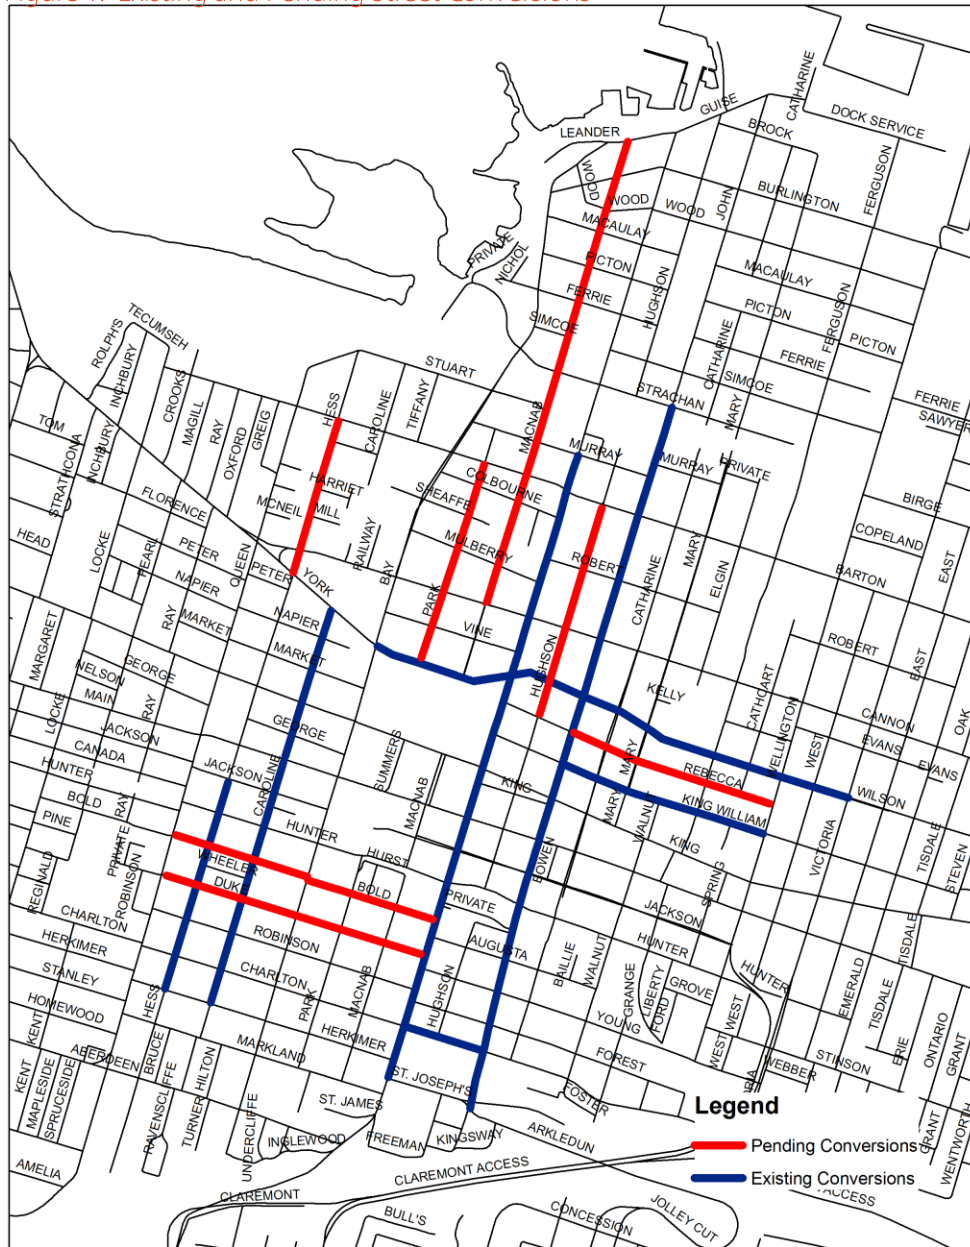 Figure 1: Existing and Pending Street Conversions
CATHARINE
GUISE
DOCK SERVICE
LEANDER
BROCK
WOOD
WOOD
WOOD
JOHN
BURLINGTON
FERGUSON
MACAULAY
PRIVATE
NICHOL
PICTON
HUGHSON
MACAULAY
FERRIE
PICTON
FERGUSON
SIMCOE
CATHARINE
PICTON
FERRIE
TECUMSEH
ROLPH'S
INCHBURY
STUART
SIMCOE
STRACHAN
CROOKS
MAGILL
RAY
OXFORD
GREIG
HESS
CAROLINE
TIFFANY
MACNAB
MARY
FERRIE
SAWYER
TOM
STRATHCONA
INCHBURY
MURRAY
MURRAY
PRIVATE
COLBOURNE
HARRIET
SHEAFFE
MCNEIL
MILL
FLORENCE
BIRGE
HEAD
LOCKE
PEARL
PETER
QUEEN
PETER
RAILWAY
BAY
MULBERRY
ROBERT
MARY
COPELAND
EAST
NAPIER
YORK
PARK
CATHARINE
ELGIN
BARTON
MARGARET
RAY
MARKET
NAPIER
VINE
ROBERT
EAST
NELSON
GEORGE
MARKET
HUGHSON
KELLY
CATHCART
MAIN
RAY
LOCKE
JACKSON
GEORGE
SUMMERS
WELLINGTON
WEST
CANNON
OAK
CANADA
EVANS
EVANS
HUNTER
JACKSON
CAROLINE
MACNAB
KING
MARY
REBECCA
BOLD
RAY
MARY
WALNUT
KING WILLIAM
WILSON
PINE
PRIVATE
HUNTER
BOWEN
KING
VICTORIA
TISDALE
STEVEN
REGINALD
ROBINSON
WHEELER
HURST
DUKE
BOLD
PRIVATE
SPRING
CHARLTON
JACKSON
HERKIMER
ROBINSON
AUGUSTA
HUNTER
TISDALE
STANLEY
CHARLTON
MACNAB
HUGHSON
BAILLIE
WALNUT
GRANGE
LIBERTY
FORD
GROVE
HUNTER
EMERALD
TISDALE
HOMEWOOD
HESS
PARK
KENT
HERKIMER
YOUNG
WEST
WEST
ERIE
ONTARIO
GRANT
ABERDEEN
BRUCE
MARKLAND
FOREST
WEBBER
STINSON
KENT
MAPLESIDE
SPRUCESIDE
RAVENSCLIFFE
TURNER
HILTON
UNDERCLIFFE
ST. JOSEPH'S
ST. JAMES
FOSTER
Legend
INGLEWOOD
FREEMAN
KINGSWAY
ARKLEDUN
Pending Conversions
GRANT
WENTWORTH
AMELIA
CLAREMONT ACCESS
Existing Conversions
ACCESS
CLAREMONT
BULL'S
CONCESSION
JOLLEY CUT